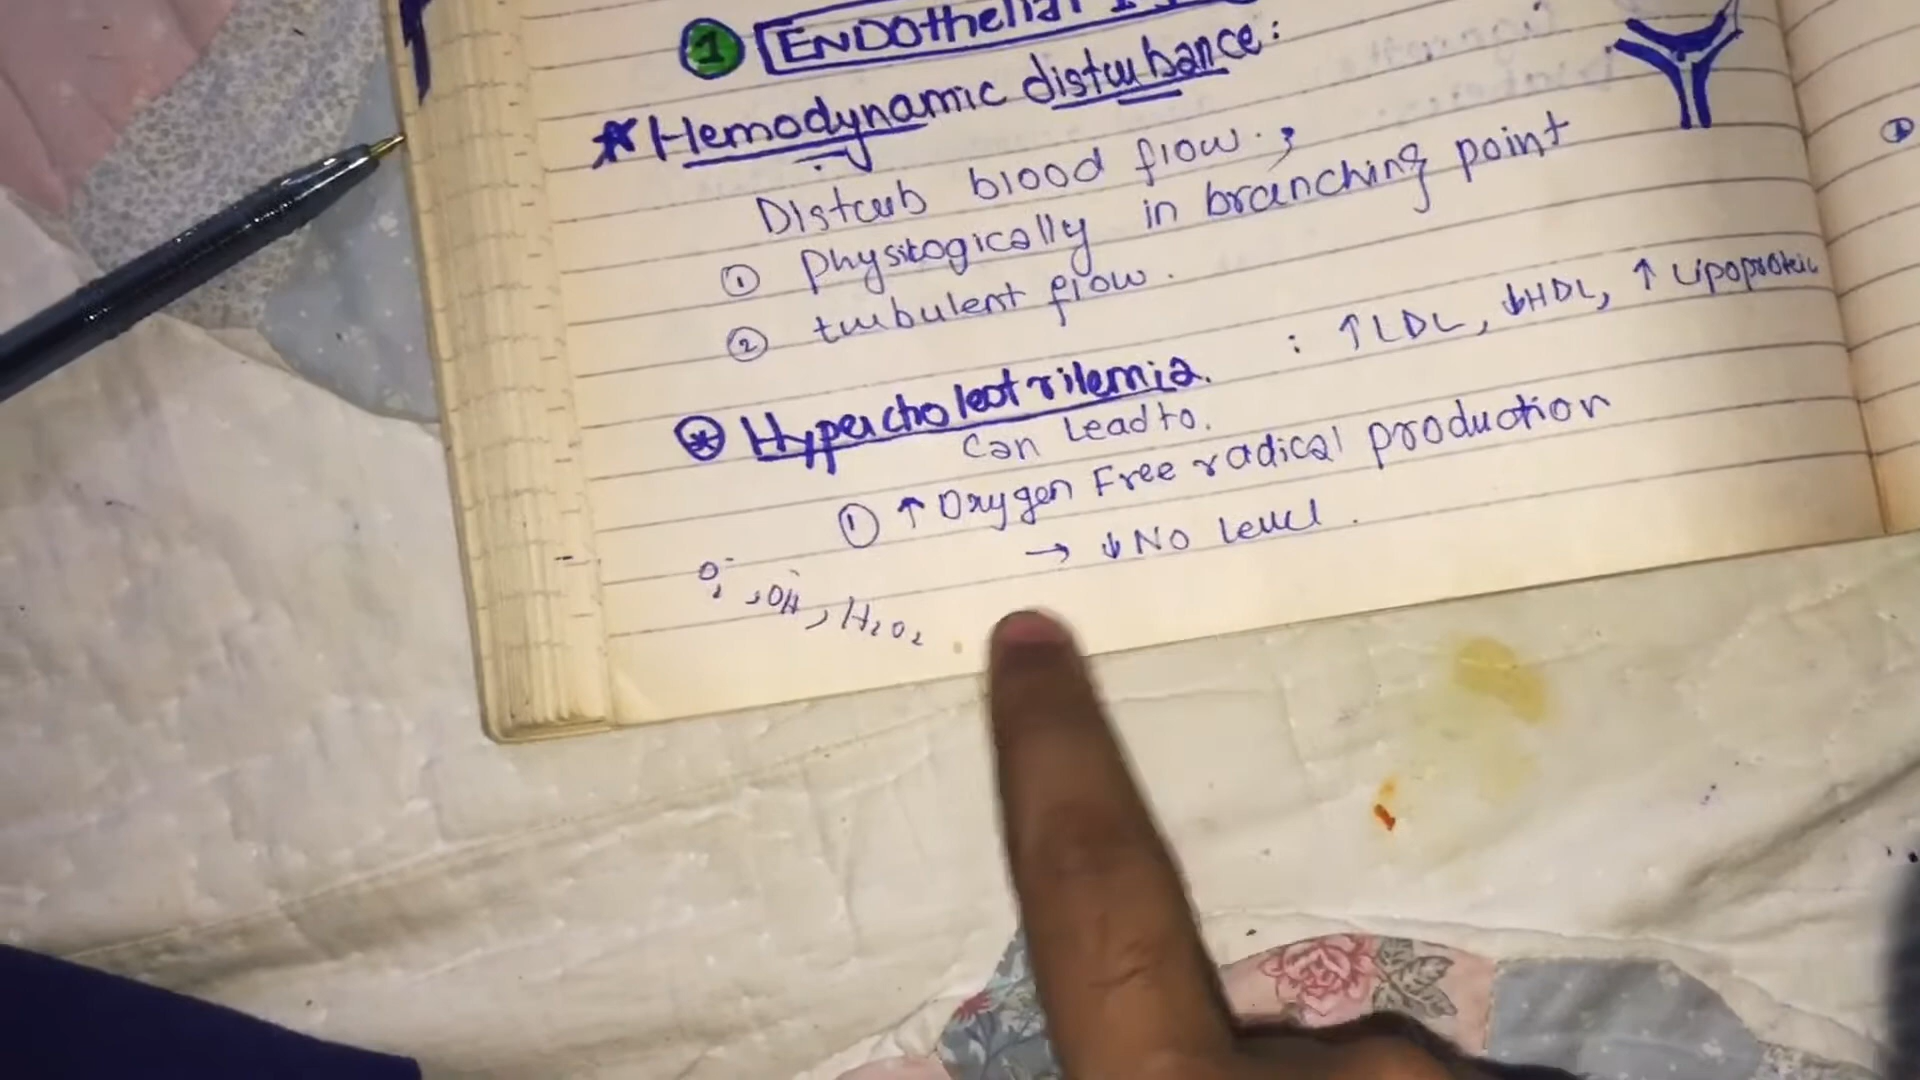 1 ENDOthelial
* Hemodynamic disturbance:
Disturb blood flow ;
① physiologically in branching point
② turbulent flow.
⊛ Hypercholestrilemia. : ↑ LDL, ↓HDL, ↑ Lipoprotein
can Lead to.
① ↑ Oxygen Free radical production
→ ↓ NO level.
O₂⁻, OH, H₂O₂